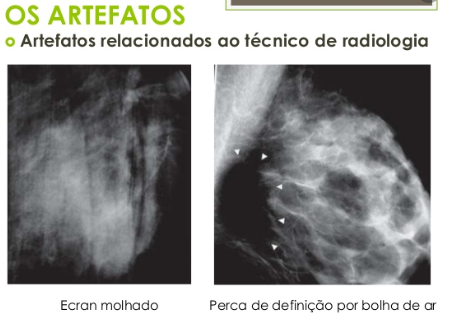 OS ARTEFATOS
Artefatos relacionados ao técnico de radiologia
Ecran molhado
Perca de definição por bolha de ar